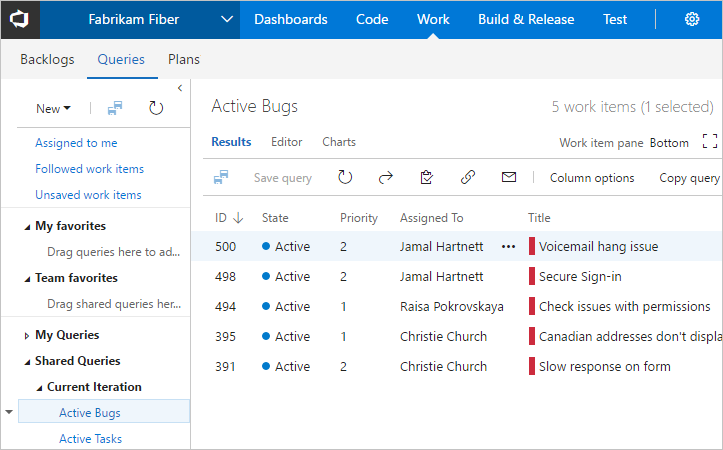 Fabrikam Fiber Dashboards Code Work Build & Release Test
Backlogs Queries Plans
New
Assigned to me
Followed work items
Unsaved work items
My favorites
Drag queries here to ad...
Team favorites
Drag shared queries her...
My Queries
Shared Queries
Current Iteration
Active Bugs
Active Tasks
Active Bugs 5 work items (1 selected)
Results Editor Charts Work item pane Bottom
Save query Column options Copy query
ID State Priority Assigned To Title
500 Active 2 Jamal Hartnett ••• Voicemail hang issue
498 Active 2 Jamal Hartnett Secure Sign-in
494 Active 1 Raisa Pokrovskaya Check issues with permissions
395 Active 1 Christie Church Canadian addresses don't displa
391 Active 2 Christie Church Slow response on form